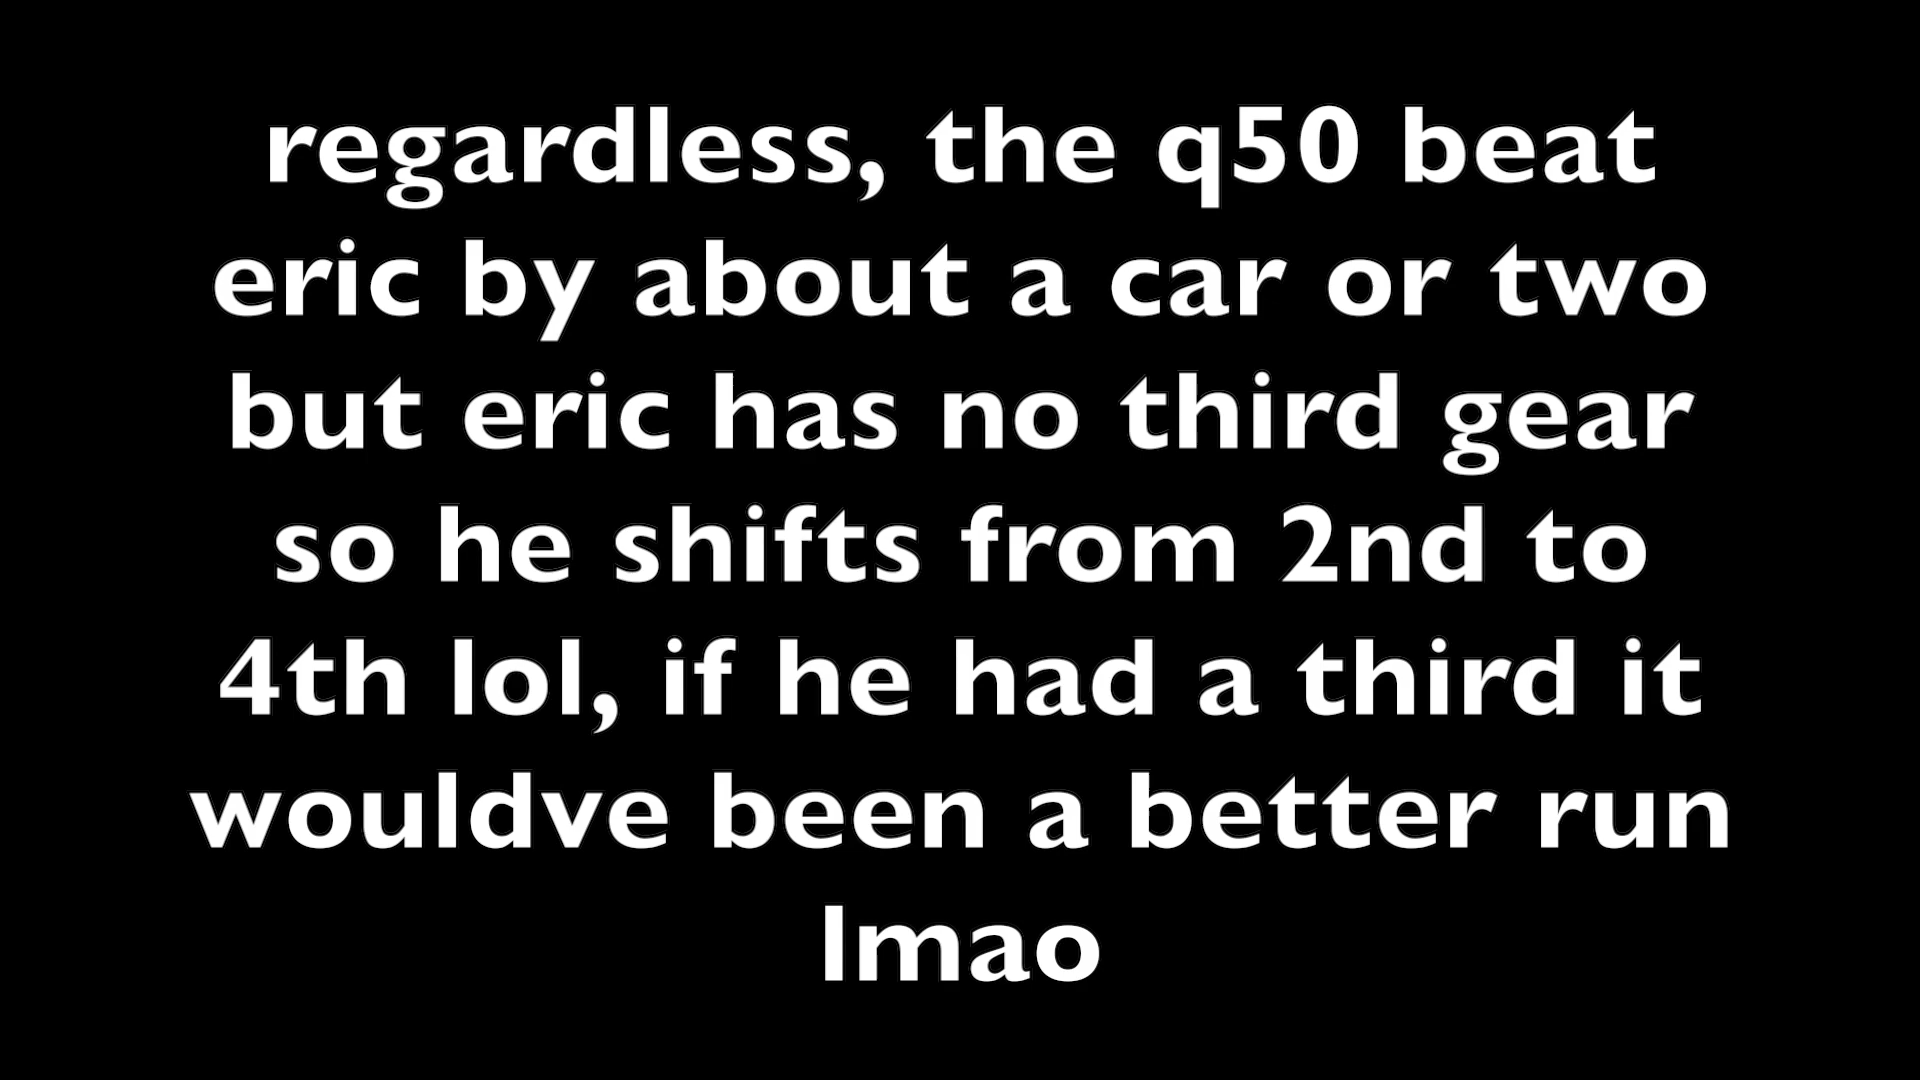 regardless, the q50 beat
eric by about a car or two
but eric has no third gear
so he shifts from 2nd to
4th lol, if he had a third it
wouldve been a better run
lmao